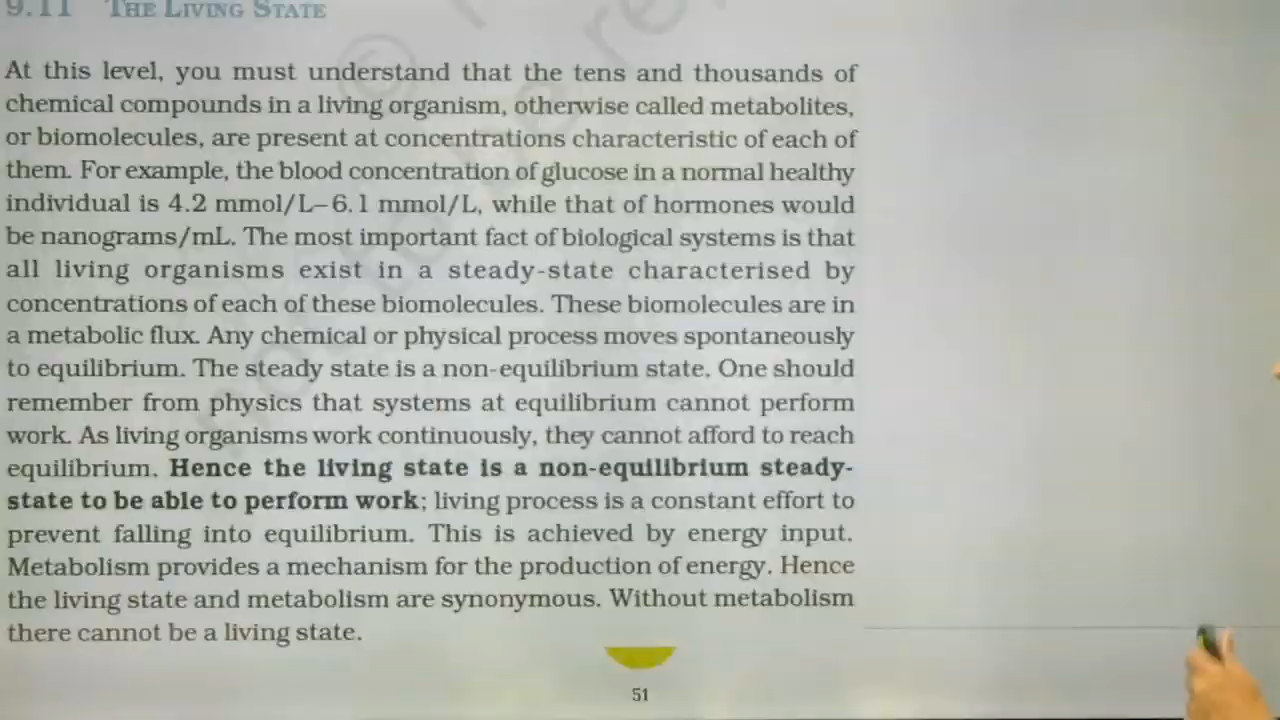 9.11 THE LIVING STATE
At this level, you must understand that the tens and thousands of
chemical compounds in a living organism, otherwise called metabolites,
or biomolecules, are present at concentrations characteristic of each of
them. For example, the blood concentration of glucose in a normal healthy
individual is 4.2 mmol/L–6.1 mmol/L, while that of hormones would
be nanograms/mL. The most important fact of biological systems is that
all living organisms exist in a steady-state characterised by
concentrations of each of these biomolecules. These biomolecules are in
a metabolic flux. Any chemical or physical process moves spontaneously
to equilibrium. The steady state is a non-equilibrium state. One should
remember from physics that systems at equilibrium cannot perform
work. As living organisms work continuously, they cannot afford to reach
equilibrium. Hence the living state is a non-equilibrium steady-
state to be able to perform work; living process is a constant effort to
prevent falling into equilibrium. This is achieved by energy input.
Metabolism provides a mechanism for the production of energy. Hence
the living state and metabolism are synonymous. Without metabolism
there cannot be a living state.
51